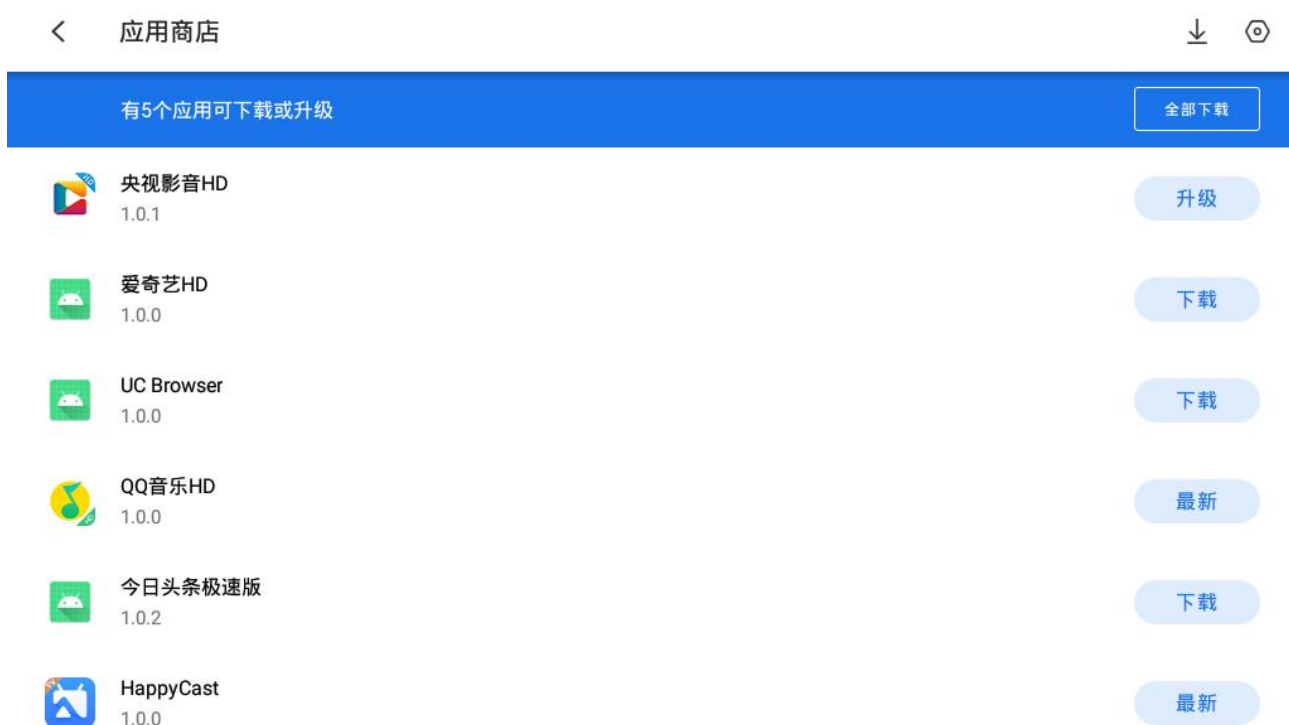 应用商店
有5个应用可下载或升级
全部下载
央视影音HD
1.0.1
升级
爱奇艺HD
1.0.0
下载
UC Browser
1.0.0
下载
QQ音乐HD
1.0.0
最新
今日头条极速版
1.0.2
下载
HappyCast
1.0.0
最新